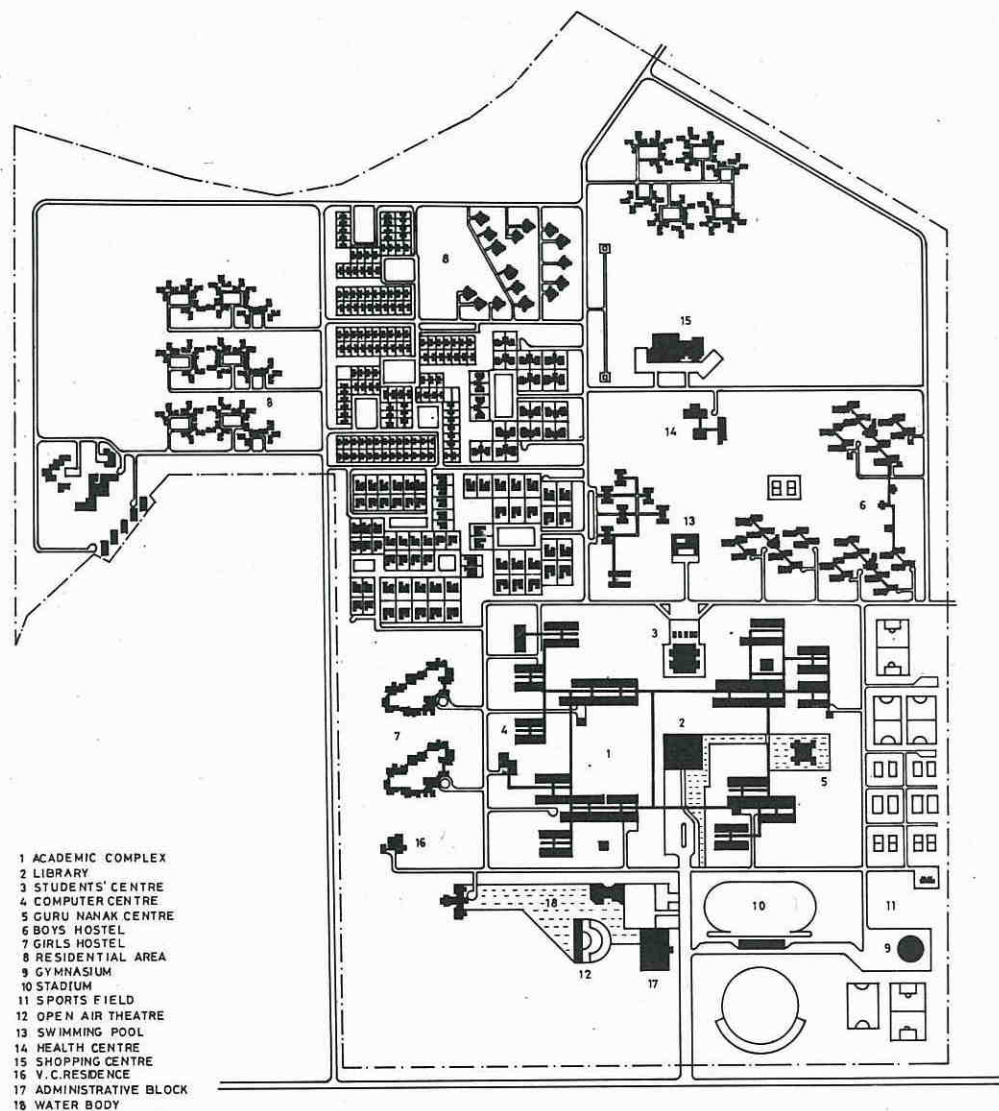 8
15
8
14
6
13
3
7
4
2
1
5
16
18
10
11
9
12
17
1 ACADEMIC COMPLEX
2 LIBRARY
3 STUDENTS' CENTRE
4 COMPUTER CENTRE
5 GURU NANAK CENTRE
6 BOYS HOSTEL
7 GIRLS HOSTEL
8 RESIDENTIAL AREA
9 GYMNASIUM
10 STADIUM
11 SPORTS FIELD
12 OPEN AIR THEATRE
13 SWIMMING POOL
14 HEALTH CENTRE
15 SHOPPING CENTRE
16 V.C.RESIDENCE
17 ADMINISTRATIVE BLOCK
18 WATER BODY